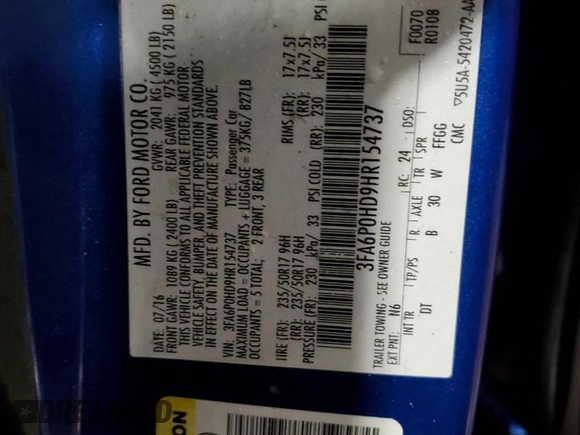 MFD. BY FORD MOTOR CO.
DATE: 07/16 GVWR: 2041 KG ( 4500 LB)
FRONT GAWR: 1089 KG ( 2400 LB) REAR GAWR: 975 KG ( 2150 LB)
THIS VEHICLE CONFORMS TO ALL APPLICABLE FEDERAL MOTOR
VEHICLE SAFETY, BUMPER, AND THEFT PREVENTION STANDARDS
IN EFFECT ON THE DATE OF MANUFACTURE SHOWN ABOVE.
VIN: 3FA6P0HD9HR154737 TYPE: Passenger Car
MAXIMUM LOAD = OCCUPANTS + LUGGAGE = 375KG/ 827LB
OCCUPANTS = 5 TOTAL; 2 FRONT, 3 REAR
TIRE (FR): 235/50R17 96H RIMS (FR): 17x7.5J
(RR): 235/50R17 96H (RR): 17x7.5J
PRESSURE (FR): 230 kPa/ 33 PSI COLD (RR): 230 kPa/ 33 PSI
3FA6P0HD9HR154737
F0070
R0108
TRAILER TOWING - SEE OWNER GUIDE
EXT PNT: N6 RC: 24 DSO:
INT TR TP/PS R AXLE TR SPR
DT B 30 W FFGG
CMC
▽5U5A-5420472-AA
DREAMBID